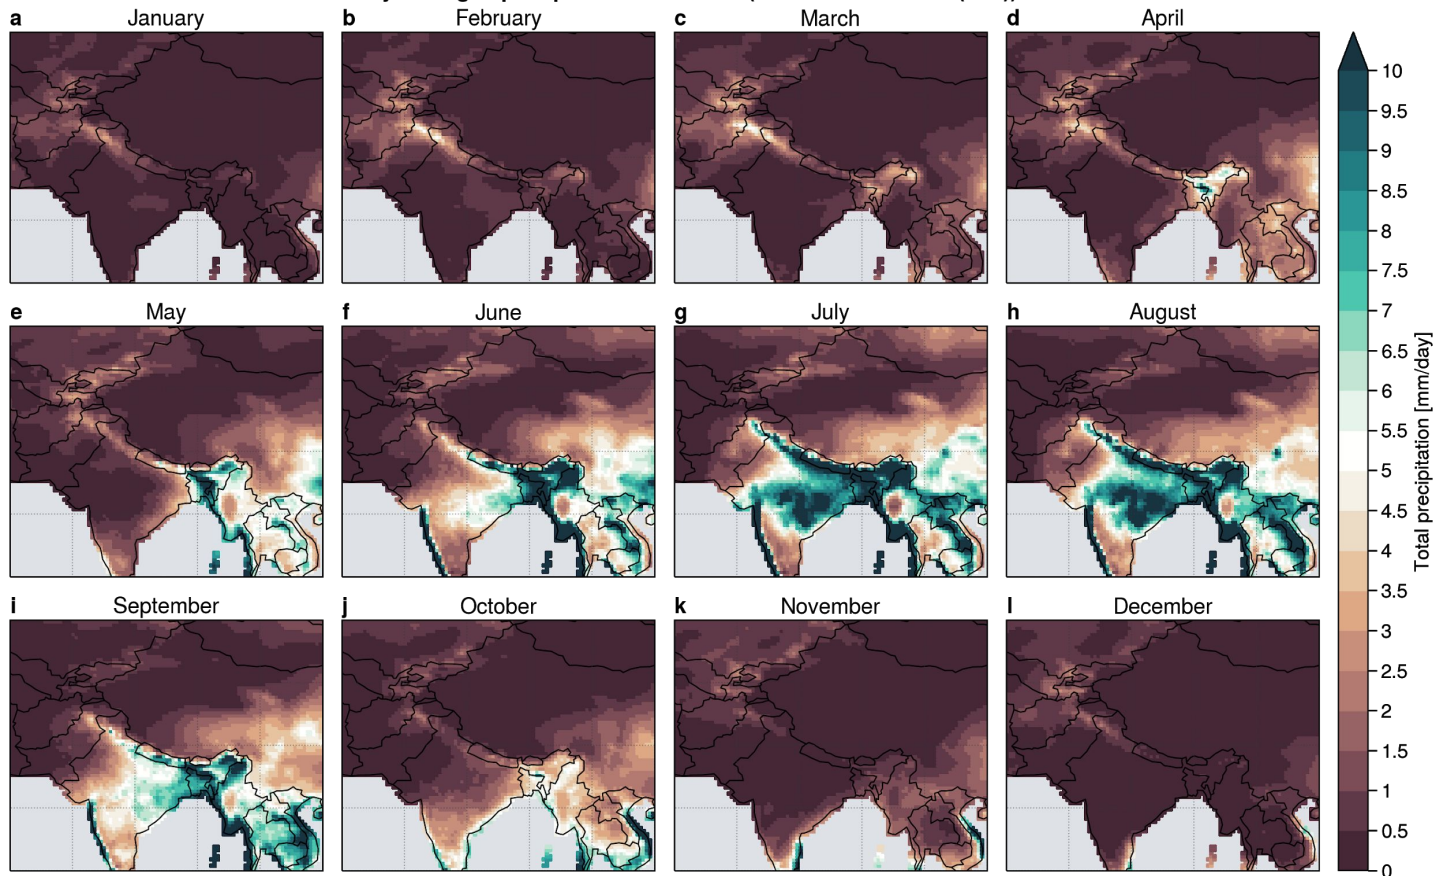 a January
b February
c March
d April
e May
f June
g July
h August
i September
j October
k November
l December
10
9.5
9
8.5
8
7.5
7
6.5
6
5.5
5
4.5
4
3.5
3
2.5
2
1.5
1
0.5
0
Total precipitation [mm/day]